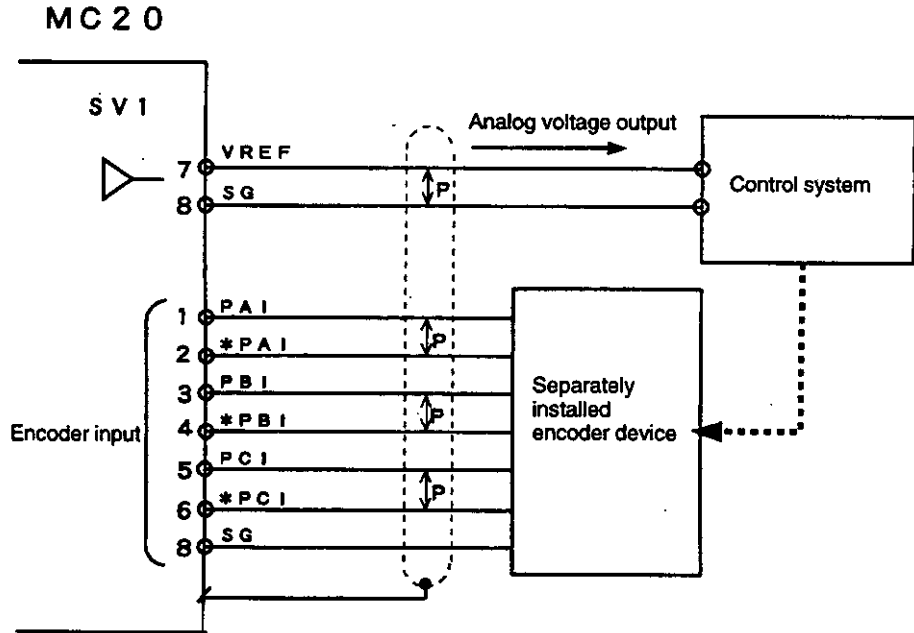 MC20
SV1
Analog voltage output
7 VREF
8 SG
P
Control system
Encoder input
1 PAI
2 *PAI
P
3 PBI
4 *PBI
P
5 PCI
6 *PCI
P
8 SG
Separately
installed
encoder device